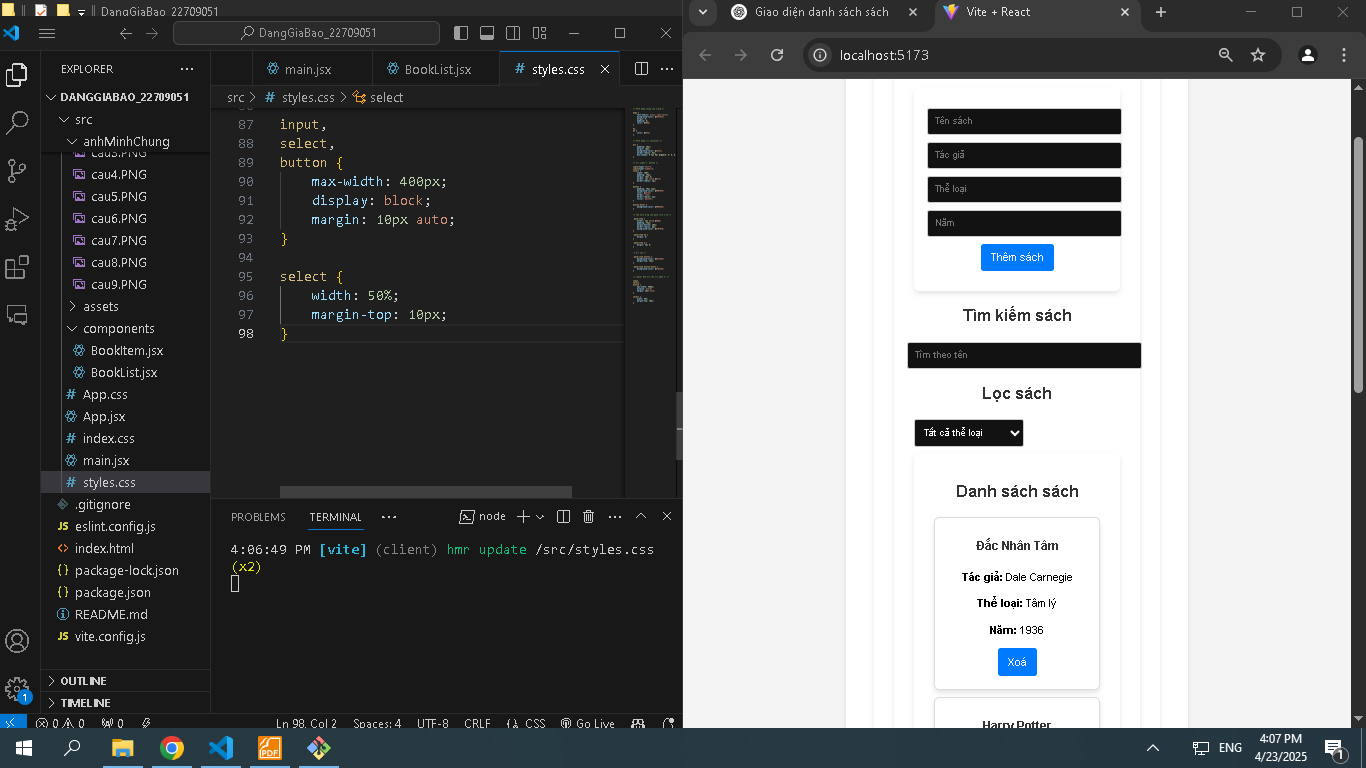 DangGiaBao_22709051
DangGiaBao_22709051
EXPLORER
DANGGIABAO_22709051
src
anhMinhChung
cau3.PNG
cau4.PNG
cau5.PNG
cau6.PNG
cau7.PNG
cau8.PNG
cau9.PNG
assets
components
BookItem.jsx
BookList.jsx
App.css
App.jsx
index.css
main.jsx
styles.css
.gitignore
eslint.config.js
index.html
package-lock.json
package.json
README.md
vite.config.js
OUTLINE
TIMELINE
main.jsx
BookList.jsx
styles.css
src > styles.css > select
87 input,
88 select,
89 button {
90 max-width: 400px;
91 display: block;
92 margin: 10px auto;
93 }
94
95 select {
96 width: 50%;
97 margin-top: 10px;
98 }
PROBLEMS TERMINAL ... node
4:06:49 PM [vite] (client) hmr update /src/styles.css
(x2)
0 0 0 Ln 98, Col 2 Spaces: 4 UTF-8 CRLF {} CSS Go Live
1
Giao diện danh sách sách
Vite + React
localhost:5173
Tên sách
Tác giả
Thể loại
Năm
Thêm sách
Tìm kiếm sách
Tìm theo tên
Lọc sách
Tất cả thể loại
Danh sách sách
Đắc Nhân Tâm
Tác giả: Dale Carnegie
Thể loại: Tâm lý
Năm: 1936
Xoá
Harry Potter
PDF
ENG
4:07 PM
4/23/2025
1